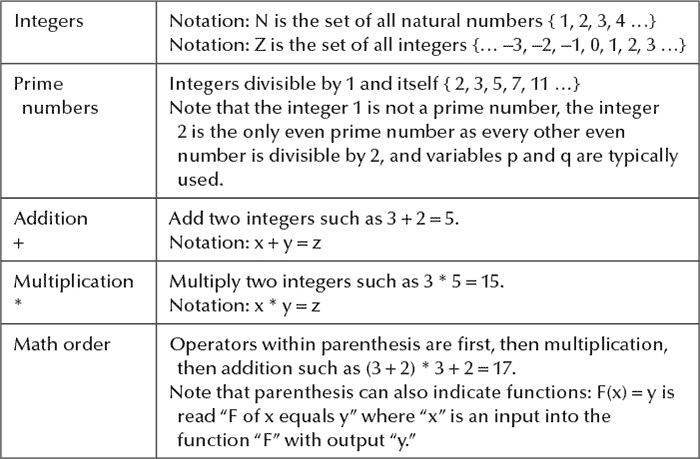 Integers
Notation: N is the set of all natural numbers { 1, 2, 3, 4 …}
Notation: Z is the set of all integers {… –3, –2, –1, 0, 1, 2, 3 …}
Prime
numbers
Integers divisible by 1 and itself { 2, 3, 5, 7, 11 …}
Note that the integer 1 is not a prime number, the integer
2 is the only even prime number as every other even
number is divisible by 2, and variables p and q are typically
used.
Addition
+
Add two integers such as 3 + 2 = 5.
Notation: x + y = z
Multiplication
*
Multiply two integers such as 3 * 5 = 15.
Notation: x * y = z
Math order
Operators within parenthesis are first, then multiplication,
then addition such as (3 + 2) * 3 + 2 = 17.
Note that parenthesis can also indicate functions: F(x) = y is
read “F of x equals y” where “x” is an input into the
function “F” with output “y.”